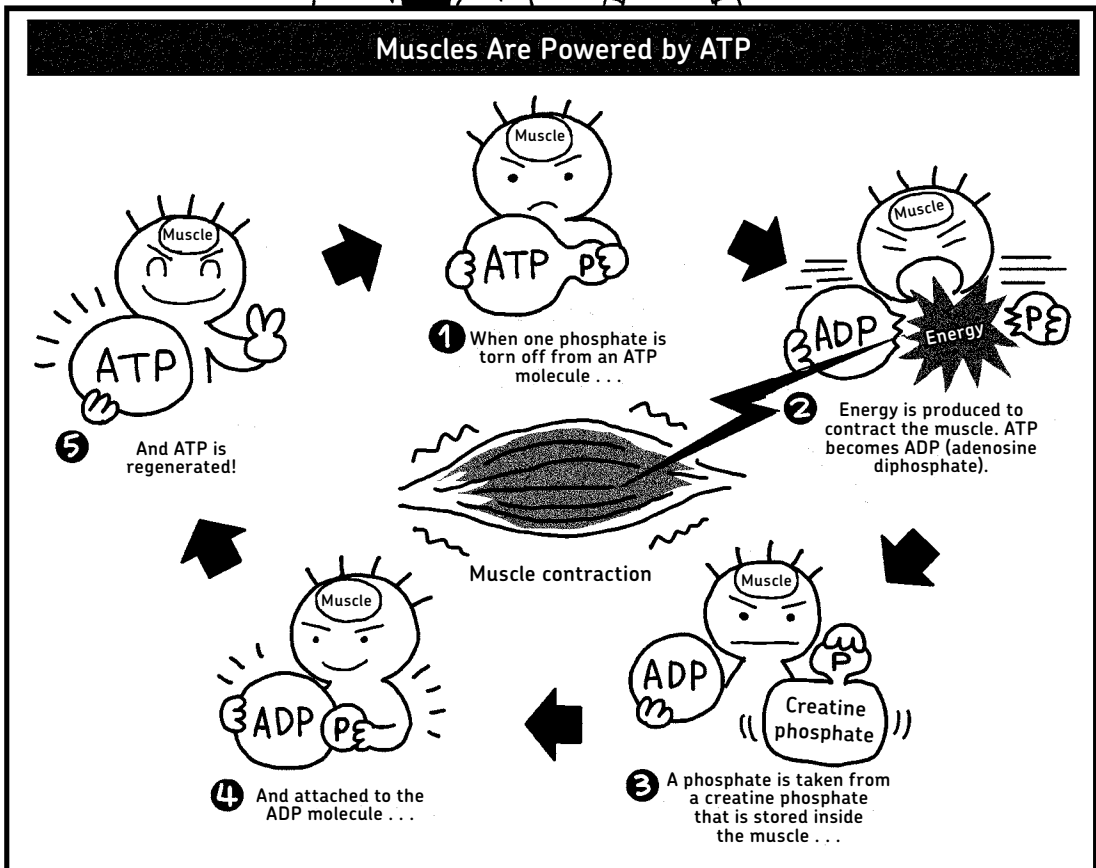 Muscles Are Powered by ATP
Muscle
ATP
P
1
When one phosphate is
torn off from an ATP
molecule . . .
Muscle
ADP
Energy
P
2
Energy is produced to
contract the muscle. ATP
becomes ADP (adenosine
diphosphate).
Muscle contraction
Muscle
ADP
P
Creatine
phosphate
3
A phosphate is taken from
a creatine phosphate
that is stored inside
the muscle . . .
Muscle
ADP
P
4
And attached to the
ADP molecule . . .
Muscle
ATP
5
And ATP is
regenerated!